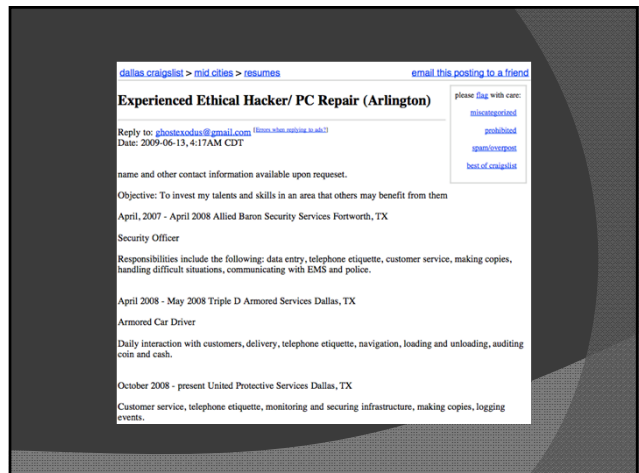 dallas craigslist > mid cities > resumes
email this posting to a friend
Experienced Ethical Hacker/ PC Repair (Arlington)
please flag with care:
miscategorized
prohibited
spam/overpost
best of craigslist
Reply to: ghostexodus@gmail.com [Errors when replying to ads?]
Date: 2009-06-13, 4:17AM CDT
name and other contact information available upon requeset.
Objective: To invest my talents and skills in an area that others may benefit from them
April, 2007 - April 2008 Allied Baron Security Services Fortworth, TX
Security Officer
Responsibilities include the following: data entry, telephone etiquette, customer service, making copies,
handling difficult situations, communicating with EMS and police.
April 2008 - May 2008 Triple D Armored Services Dallas, TX
Armored Car Driver
Daily interaction with customers, delivery, telephone etiquette, navigation, loading and unloading, auditing
coin and cash.
October 2008 - present United Protective Services Dallas, TX
Customer service, telephone etiquette, monitoring and securing infrastructure, making copies, logging
events.